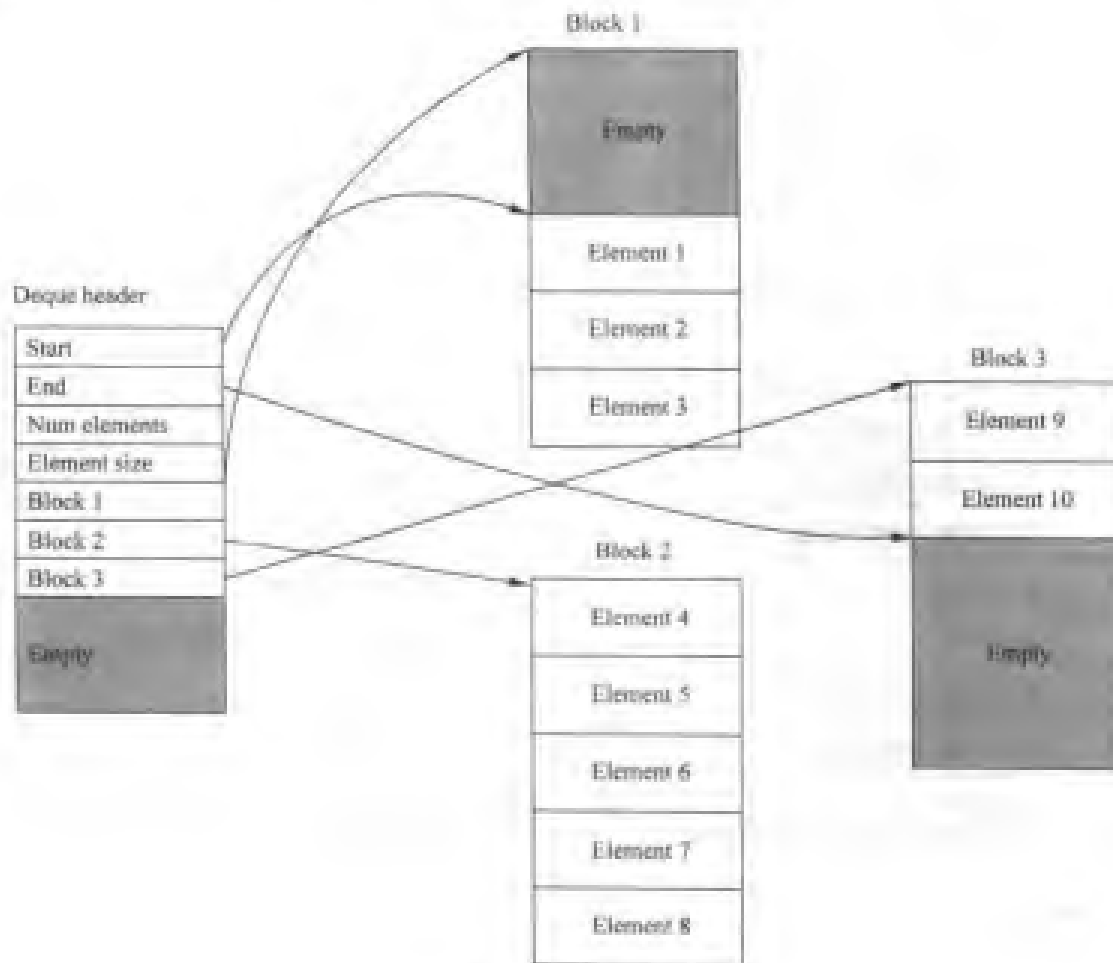 Block 1
Empty
Element 1
Element 2
Element 3
Deque header
Start
End
Num elements
Element size
Block 1
Block 2
Block 3
Empty
Block 3
Element 9
Element 10
Empty
Block 2
Element 4
Element 5
Element 6
Element 7
Element 8